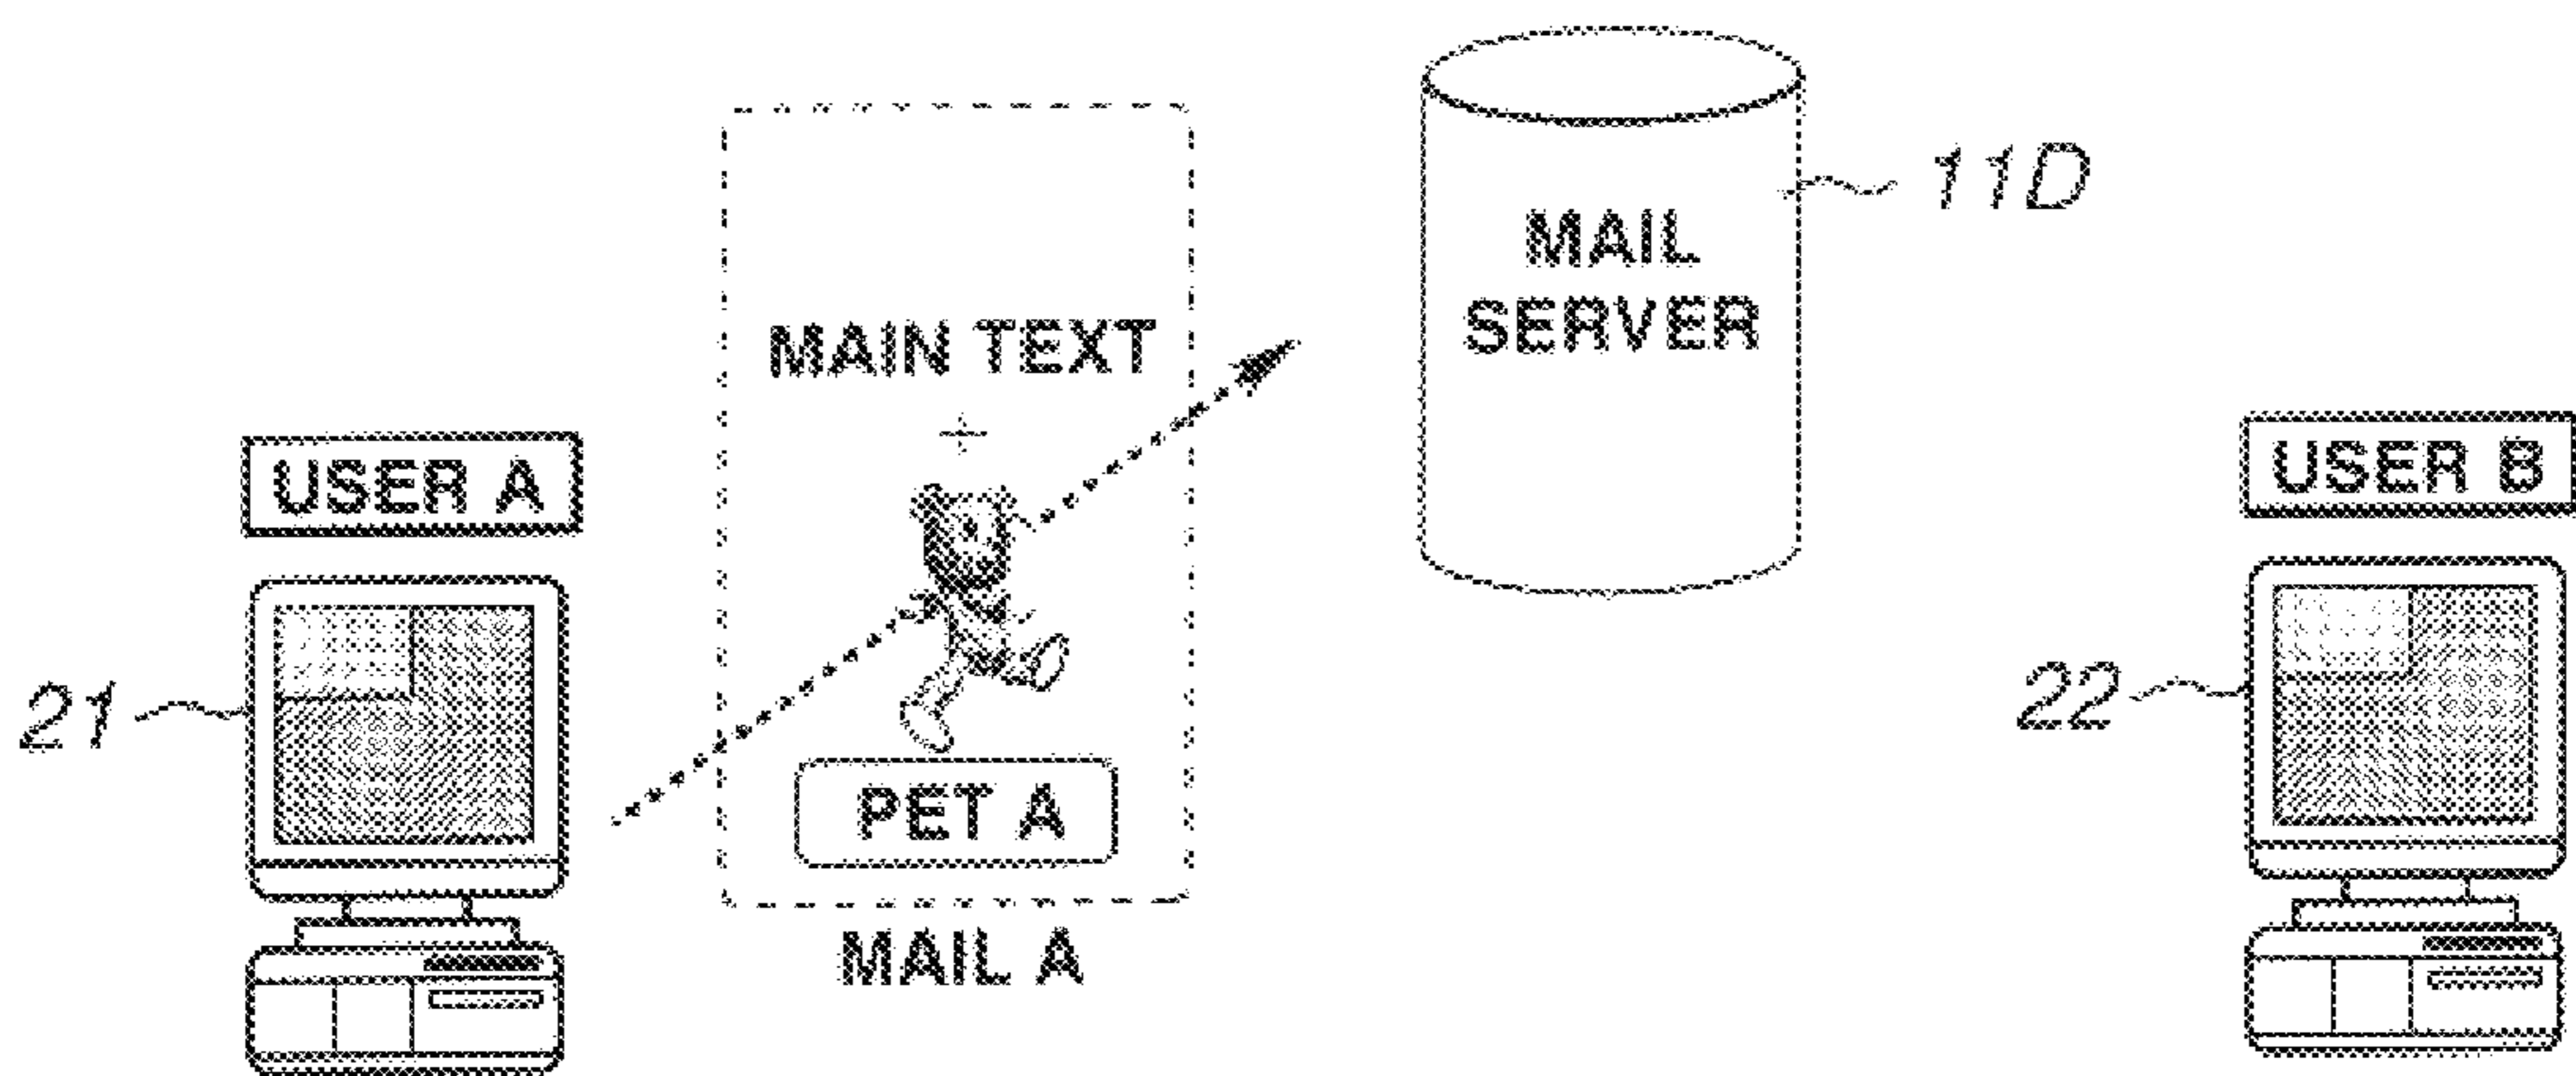 MAIL
SERVER
11D
MAIN TEXT
+
USER A
USER B
21
22
PET A
MAIL A